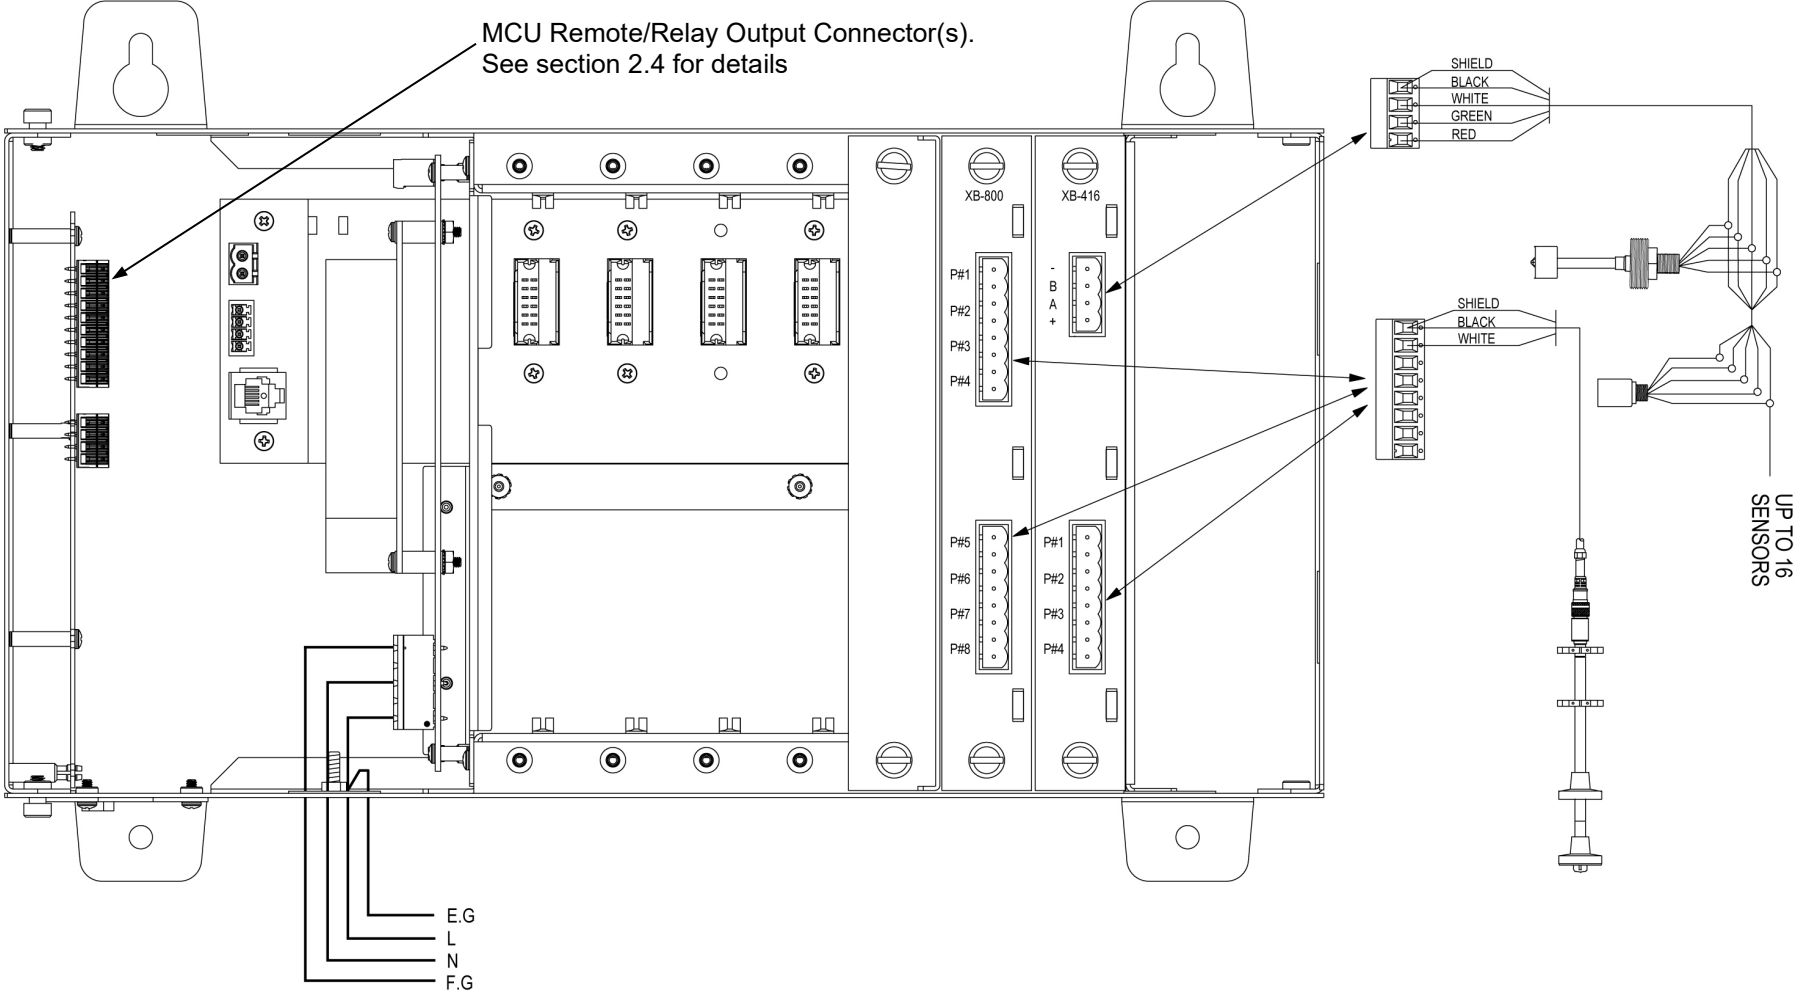 MCU Remote/Relay Output Connector(s).
See section 2.4 for details
SHIELD
BLACK
WHITE
GREEN
RED
XB-800
XB-416
P#1
P#2
P#3
P#4
-
B
A
+
SHIELD
BLACK
WHITE
UP TO 16
SENSORS
P#5
P#6
P#7
P#8
P#1
P#2
P#3
P#4
E.G
L
N
F.G